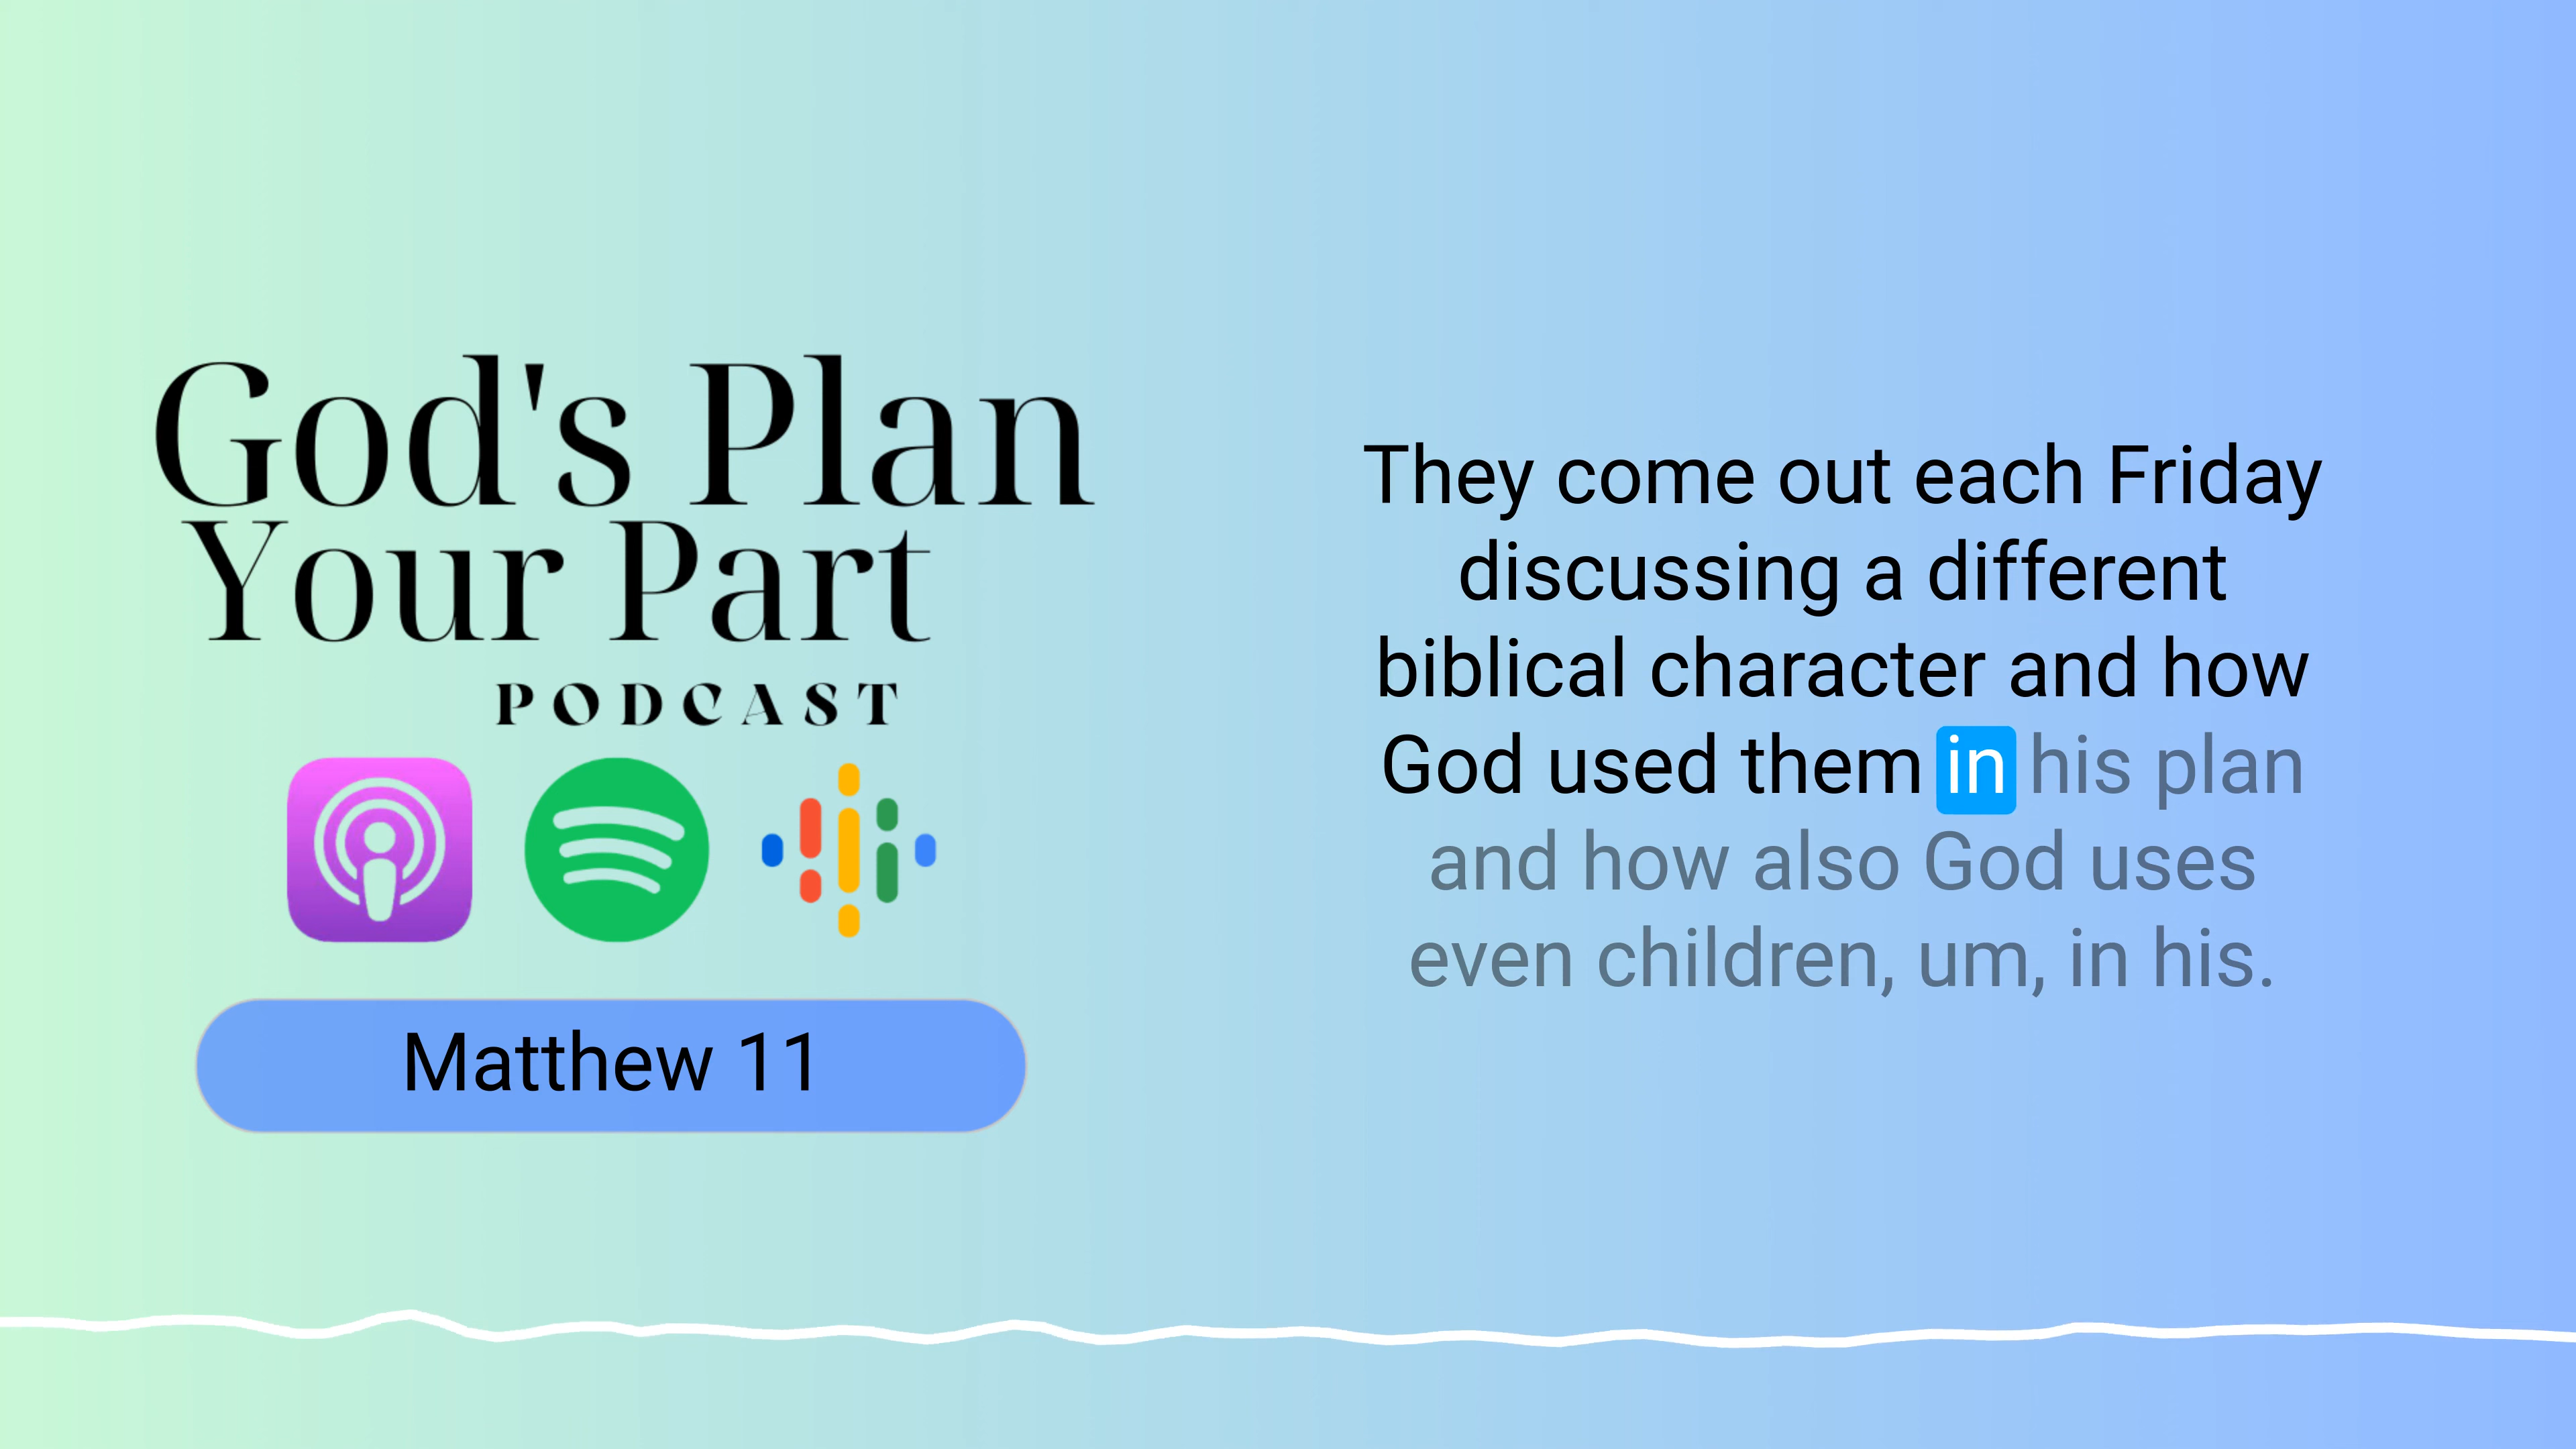 God's Plan
Your Part
PODCAST
Matthew 11
They come out each Friday
discussing a different
biblical character and how
God used them in his plan
and how also God uses
even children, um, in his.